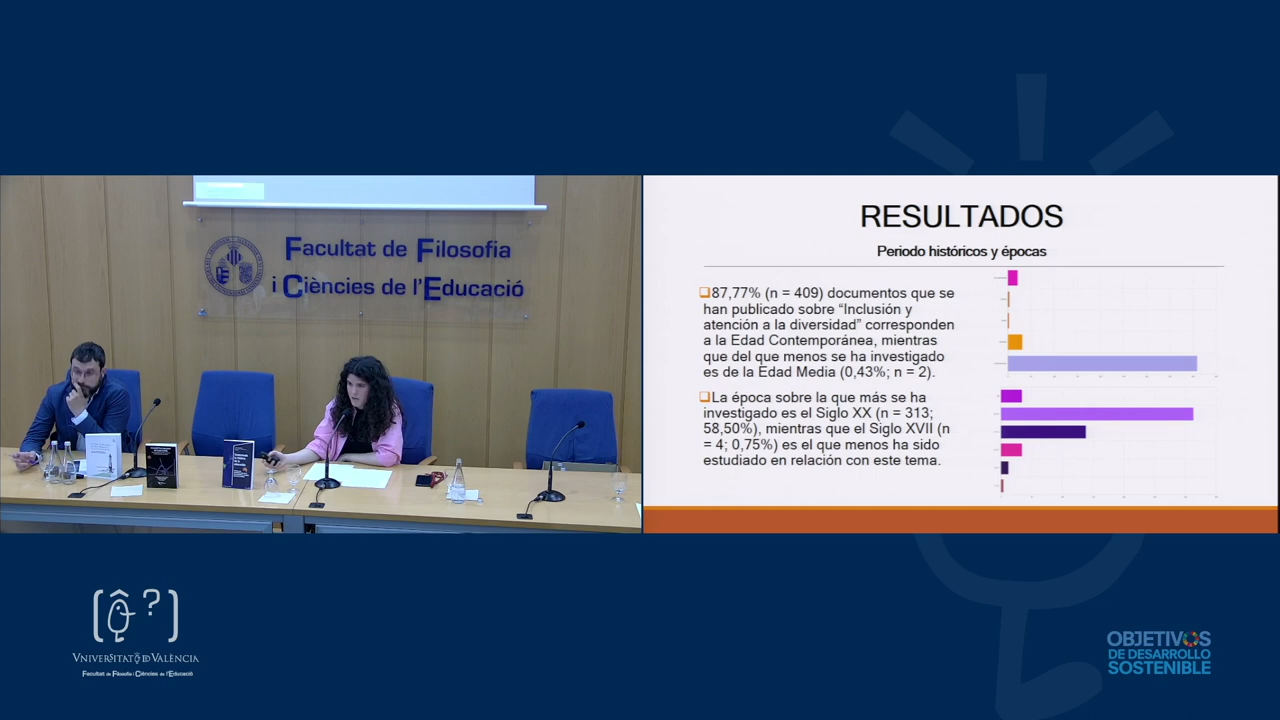 Facultat de Filosofia
i Ciències de l'Educació
RESULTADOS
Periodo históricos y épocas
87,77% (n = 409) documentos que se
han publicado sobre “Inclusión y
atención a la diversidad” corresponden
a la Edad Contemporánea, mientras
que del que menos se ha investigado
es de la Edad Media (0,43%; n = 2).
La época sobre la que más se ha
investigado es el Siglo XX (n = 313;
58,50%), mientras que el Siglo XVII (n
= 4; 0,75%) es el que menos ha sido
estudiado en relación con este tema.
VNIVERSITAT ID VALÈNCIA
Facultat de Filosofia i Ciències de l'Educació
OBJETIVOS
DE DESARROLLO
SOSTENIBLE